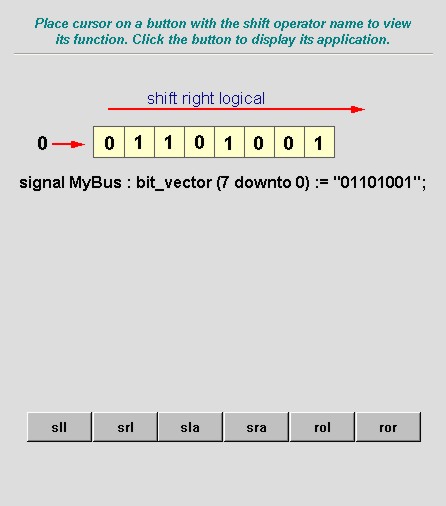 Place cursor on a button with the shift operator name to view
its function. Click the button to display its application.
shift right logical
0 0 1 1 0 1 0 0 1
signal MyBus : bit_vector (7 downto 0) := "01101001";
sll srl sla sra rol ror